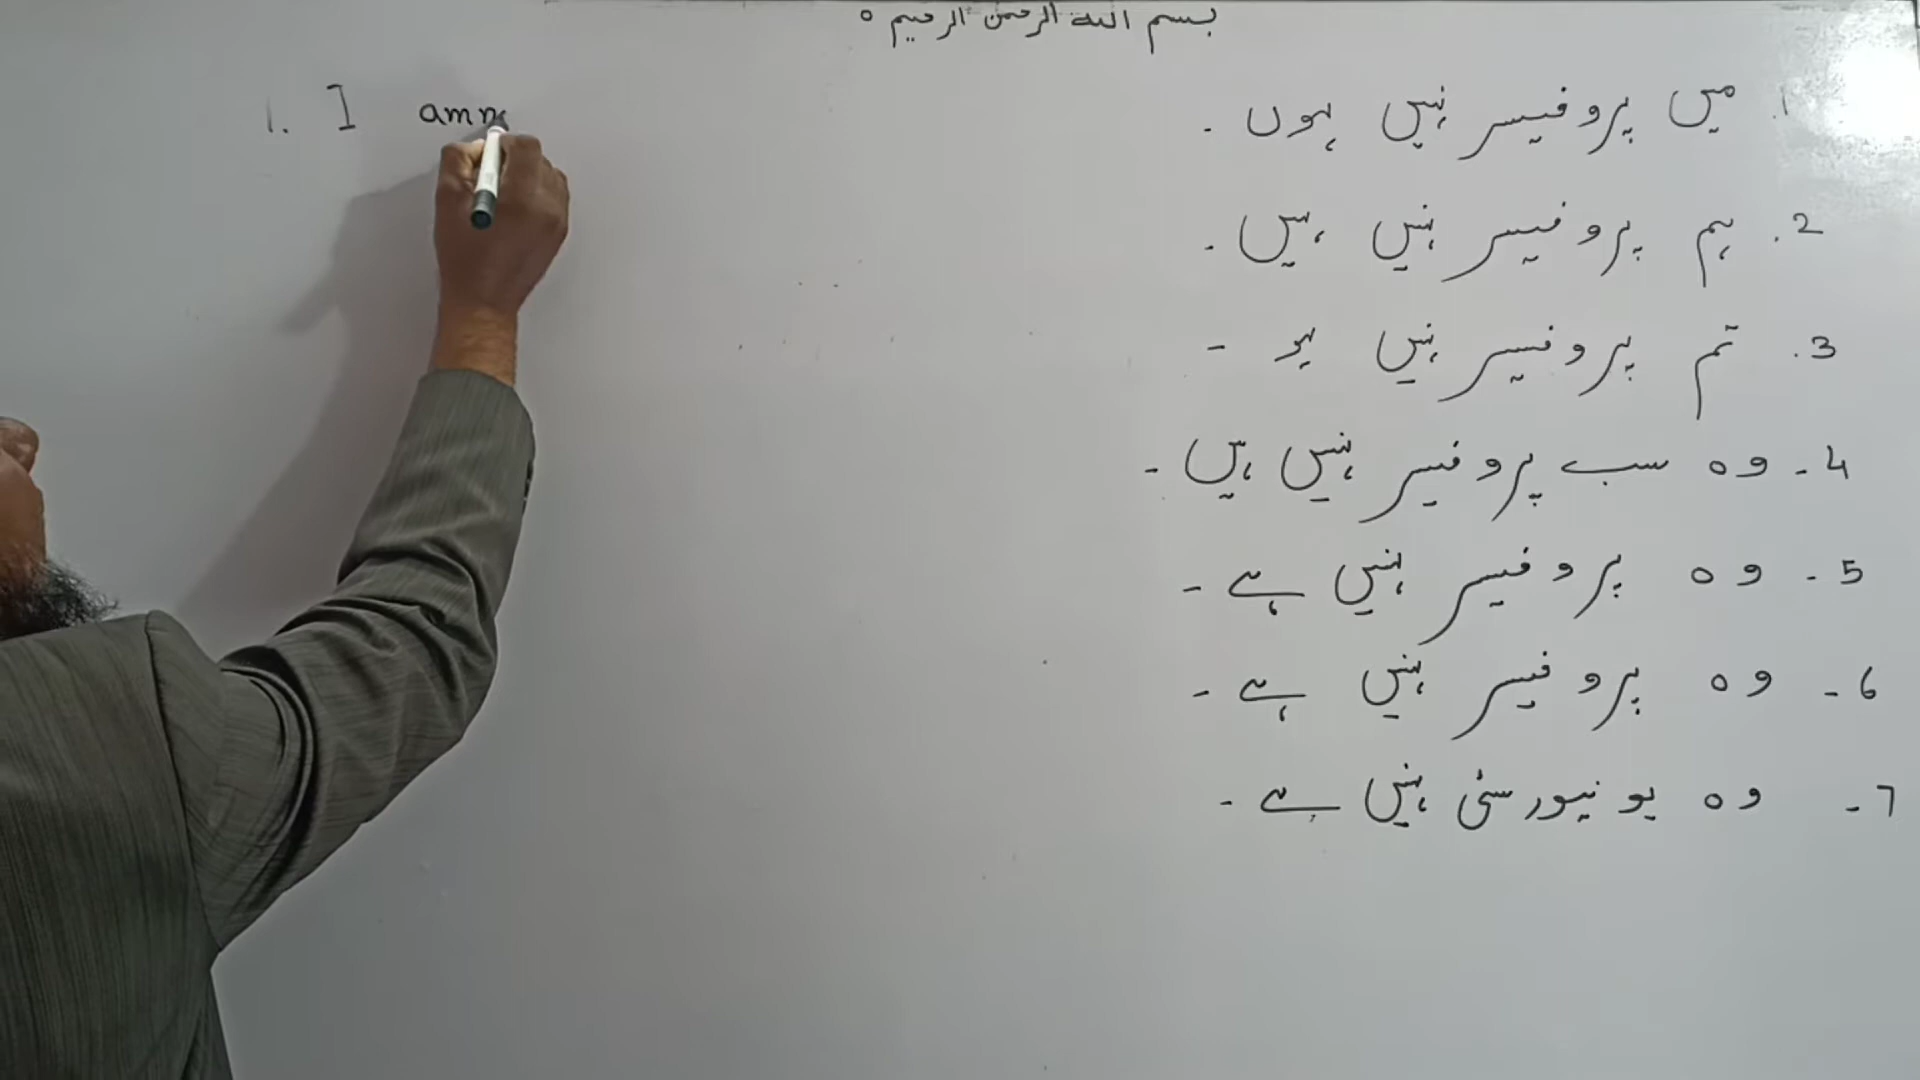 بسم اللہ الرحمن الرحیم ه
1. I am n
1. میں پروفیسر نہیں ہوں ۔
2. ہم پروفیسر نہیں ہیں ۔
3. تم پروفیسر نہیں ہو ۔
4۔ وہ سب پروفیسر نہیں ہیں ۔
5۔ وہ پروفیسر نہیں ہے ۔
6۔ وہ پروفیسر نہیں ہے ۔
7۔ وہ یونیورسٹی نہیں ہے ۔